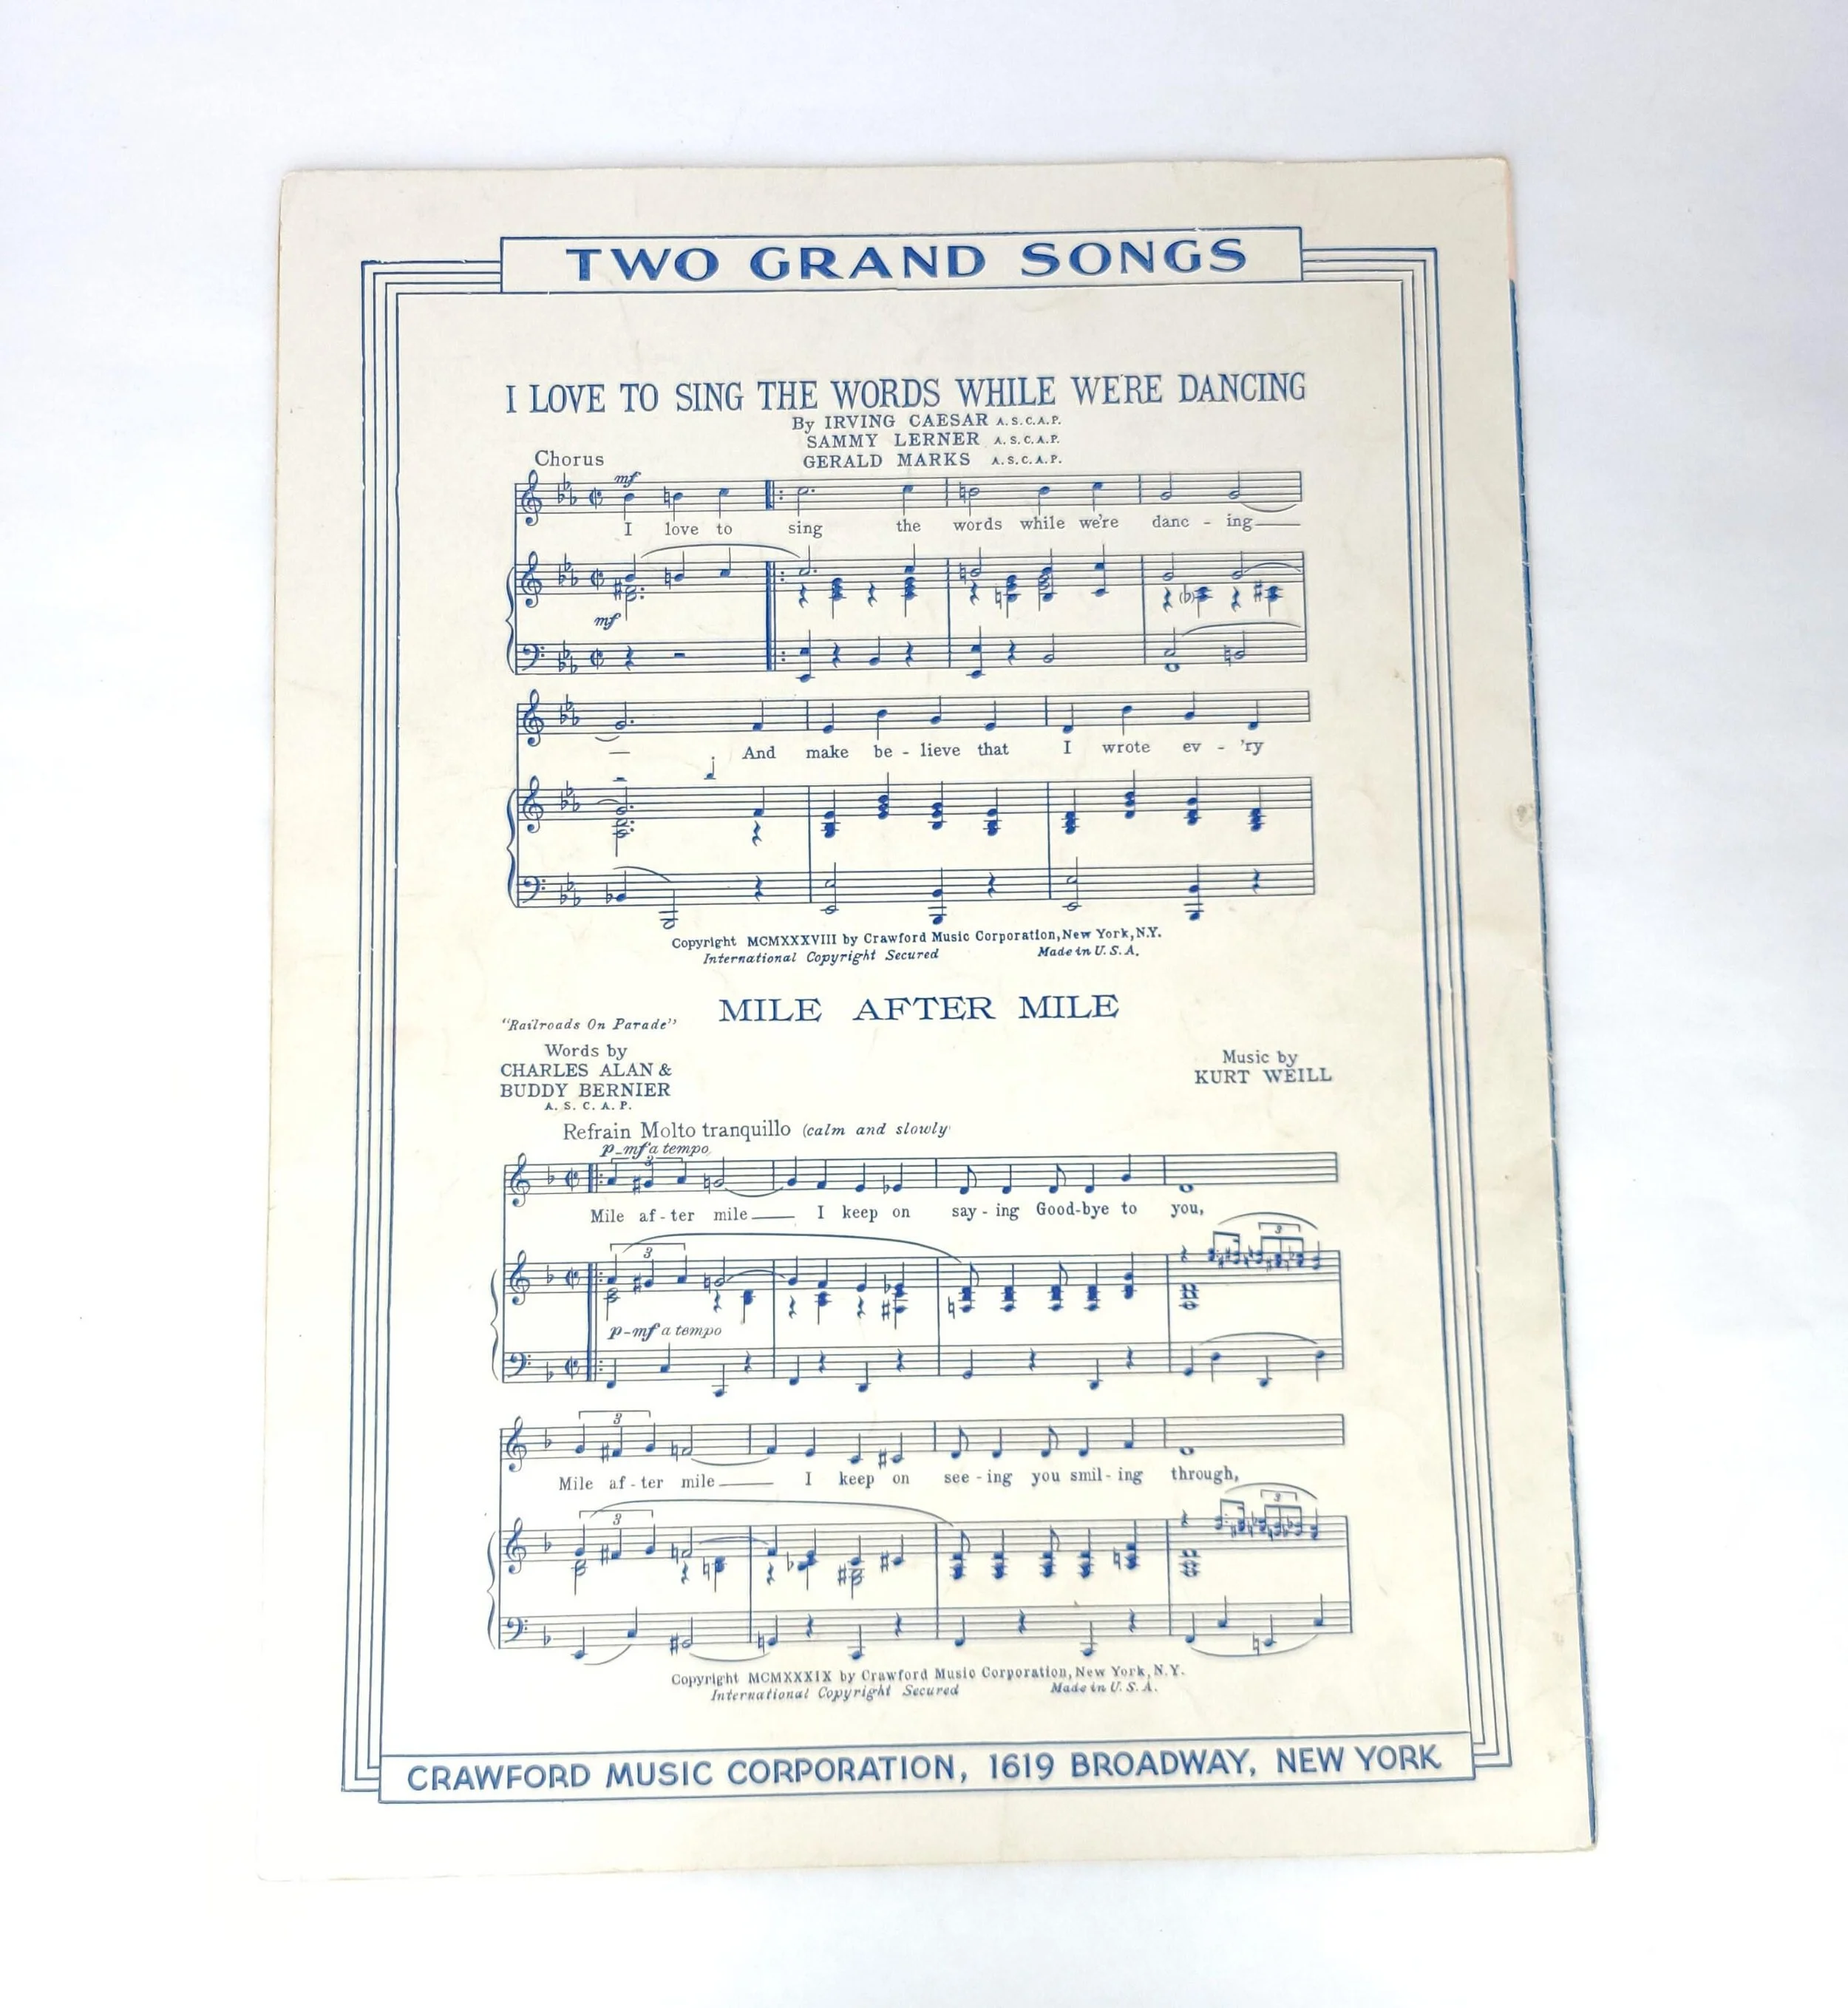 TWO GRAND SONGS
I LOVE TO SING THE WORDS WHILE WE'RE DANCING
By IRVING CAESAR A.S.C.A.P.
SAMMY LERNER A.S.C.A.P.
Chorus
GERALD MARKS A.S.C.A.P.
mf
I love to sing the words while we're danc - ing
mf
And make be - lieve that I wrote ev - 'ry
Copyright MCMXXXVIII by Crawford Music Corporation, New York, N.Y.
International Copyright Secured Made in U.S.A.
MILE AFTER MILE
"Railroads On Parade"
Words by
CHARLES ALAN &
BUDDY BERNIER
A. S. C. A. P.
Music by
KURT WEILL
Refrain Molto tranquillo (calm and slowly
p-mf a tempo
3
Mile af - ter mile I keep on say - ing Good-bye to you,
3
3
p-mf a tempo
3
Mile af - ter mile I keep on see - ing you smil - ing through,
3
3
Copyright MCMXXXIX by Crawford Music Corporation, New York, N.Y.
International Copyright Secured Made in U.S.A.
CRAWFORD MUSIC CORPORATION, 1619 BROADWAY, NEW YORK